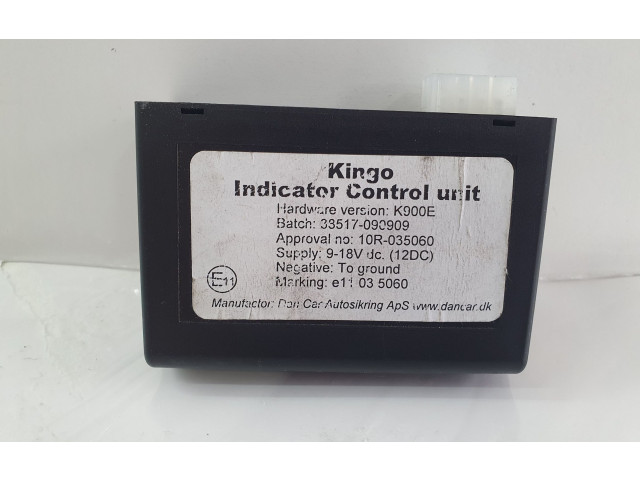 Kingo
Indicator Control unit
Hardware version: K900E
Batch: 33517-090909
Approval no: 10R-035060
Supply: 9-18V dc. (12DC)
Negative: To ground
E11 Marking: e11 03 5060
Manufactor: Dan Car Autosikring ApS www.dancar.dk